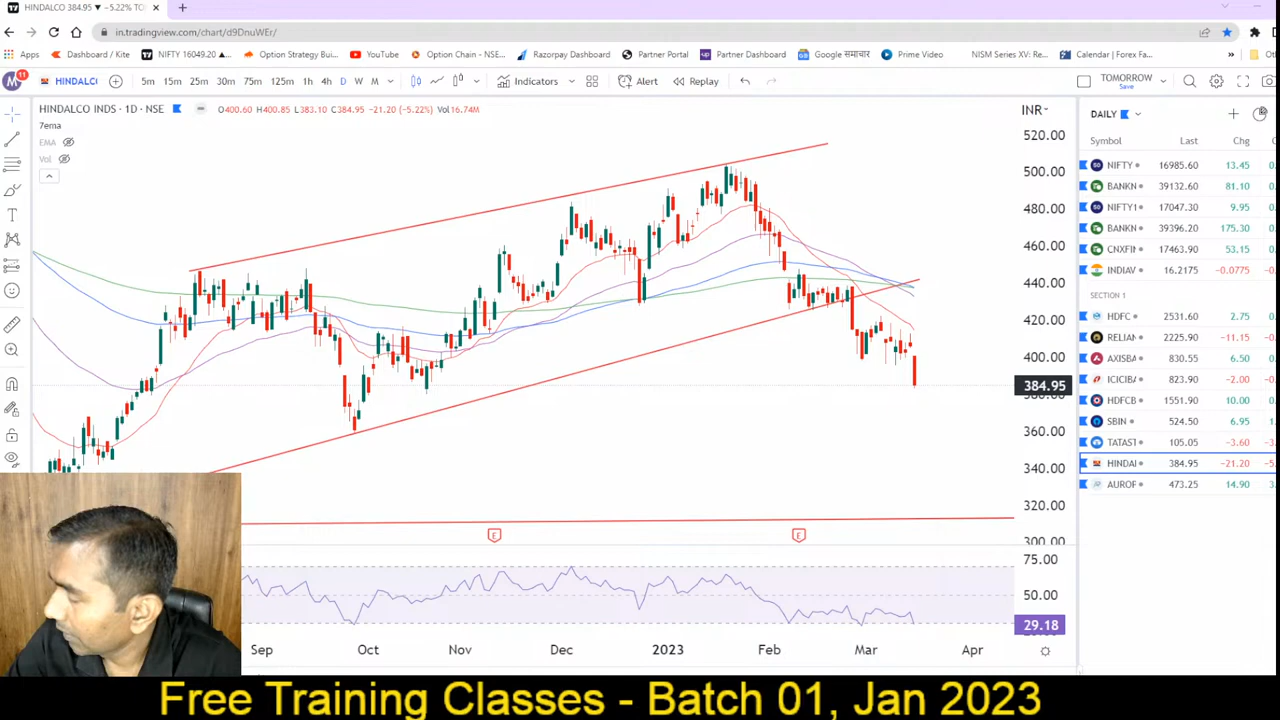 HINDALCO 384.95 ▼ −5.22% TO
in.tradingview.com/chart/d9DnuWEr/
Apps Dashboard / Kite NIFTY 16049.20 ▲ Option Strategy Bui... YouTube Option Chain - NSE... Razorpay Dashboard Partner Portal Partner Dashboard Google समाचार Prime Video NISM Series XV: Re... Calendar | Forex Fa... »
M 11 HINDALCO 5m 15m 25m 30m 75m 125m 1h 4h D W M Indicators Alert Replay TOMORROW
Save
HINDALCO INDS · 1D · NSE O400.60 H400.85 L383.10 C384.95 −21.20 (−5.22%) Vol16.74M
7ema
EMA
Vol
INR
520.00
500.00
480.00
460.00
440.00
420.00
400.00
384.95
380.00
360.00
340.00
320.00
300.00
E E
75.00
50.00
29.18
Sep Oct Nov Dec 2023 Feb Mar Apr
DAILY
Symbol Last Chg
NIFTY 16985.60 13.45
BANKN 39132.60 81.10
NIFTY1 17047.30 9.95
BANKN 39396.20 175.30
CNXFI 17463.90 53.15
INDIAV 16.2175 −0.0775
SECTION 1
HDFC 2531.60 2.75
RELIAN 2225.90 −11.15
AXISBA 830.55 6.50
ICICIBA 823.90 −2.00
HDFCB 1551.90 10.00
SBIN 524.50 6.95
TATAST 105.05 −3.60
HINDAL 384.95 −21.20
AUROF 473.25 14.90
Free Training Classes - Batch 01, Jan 2023